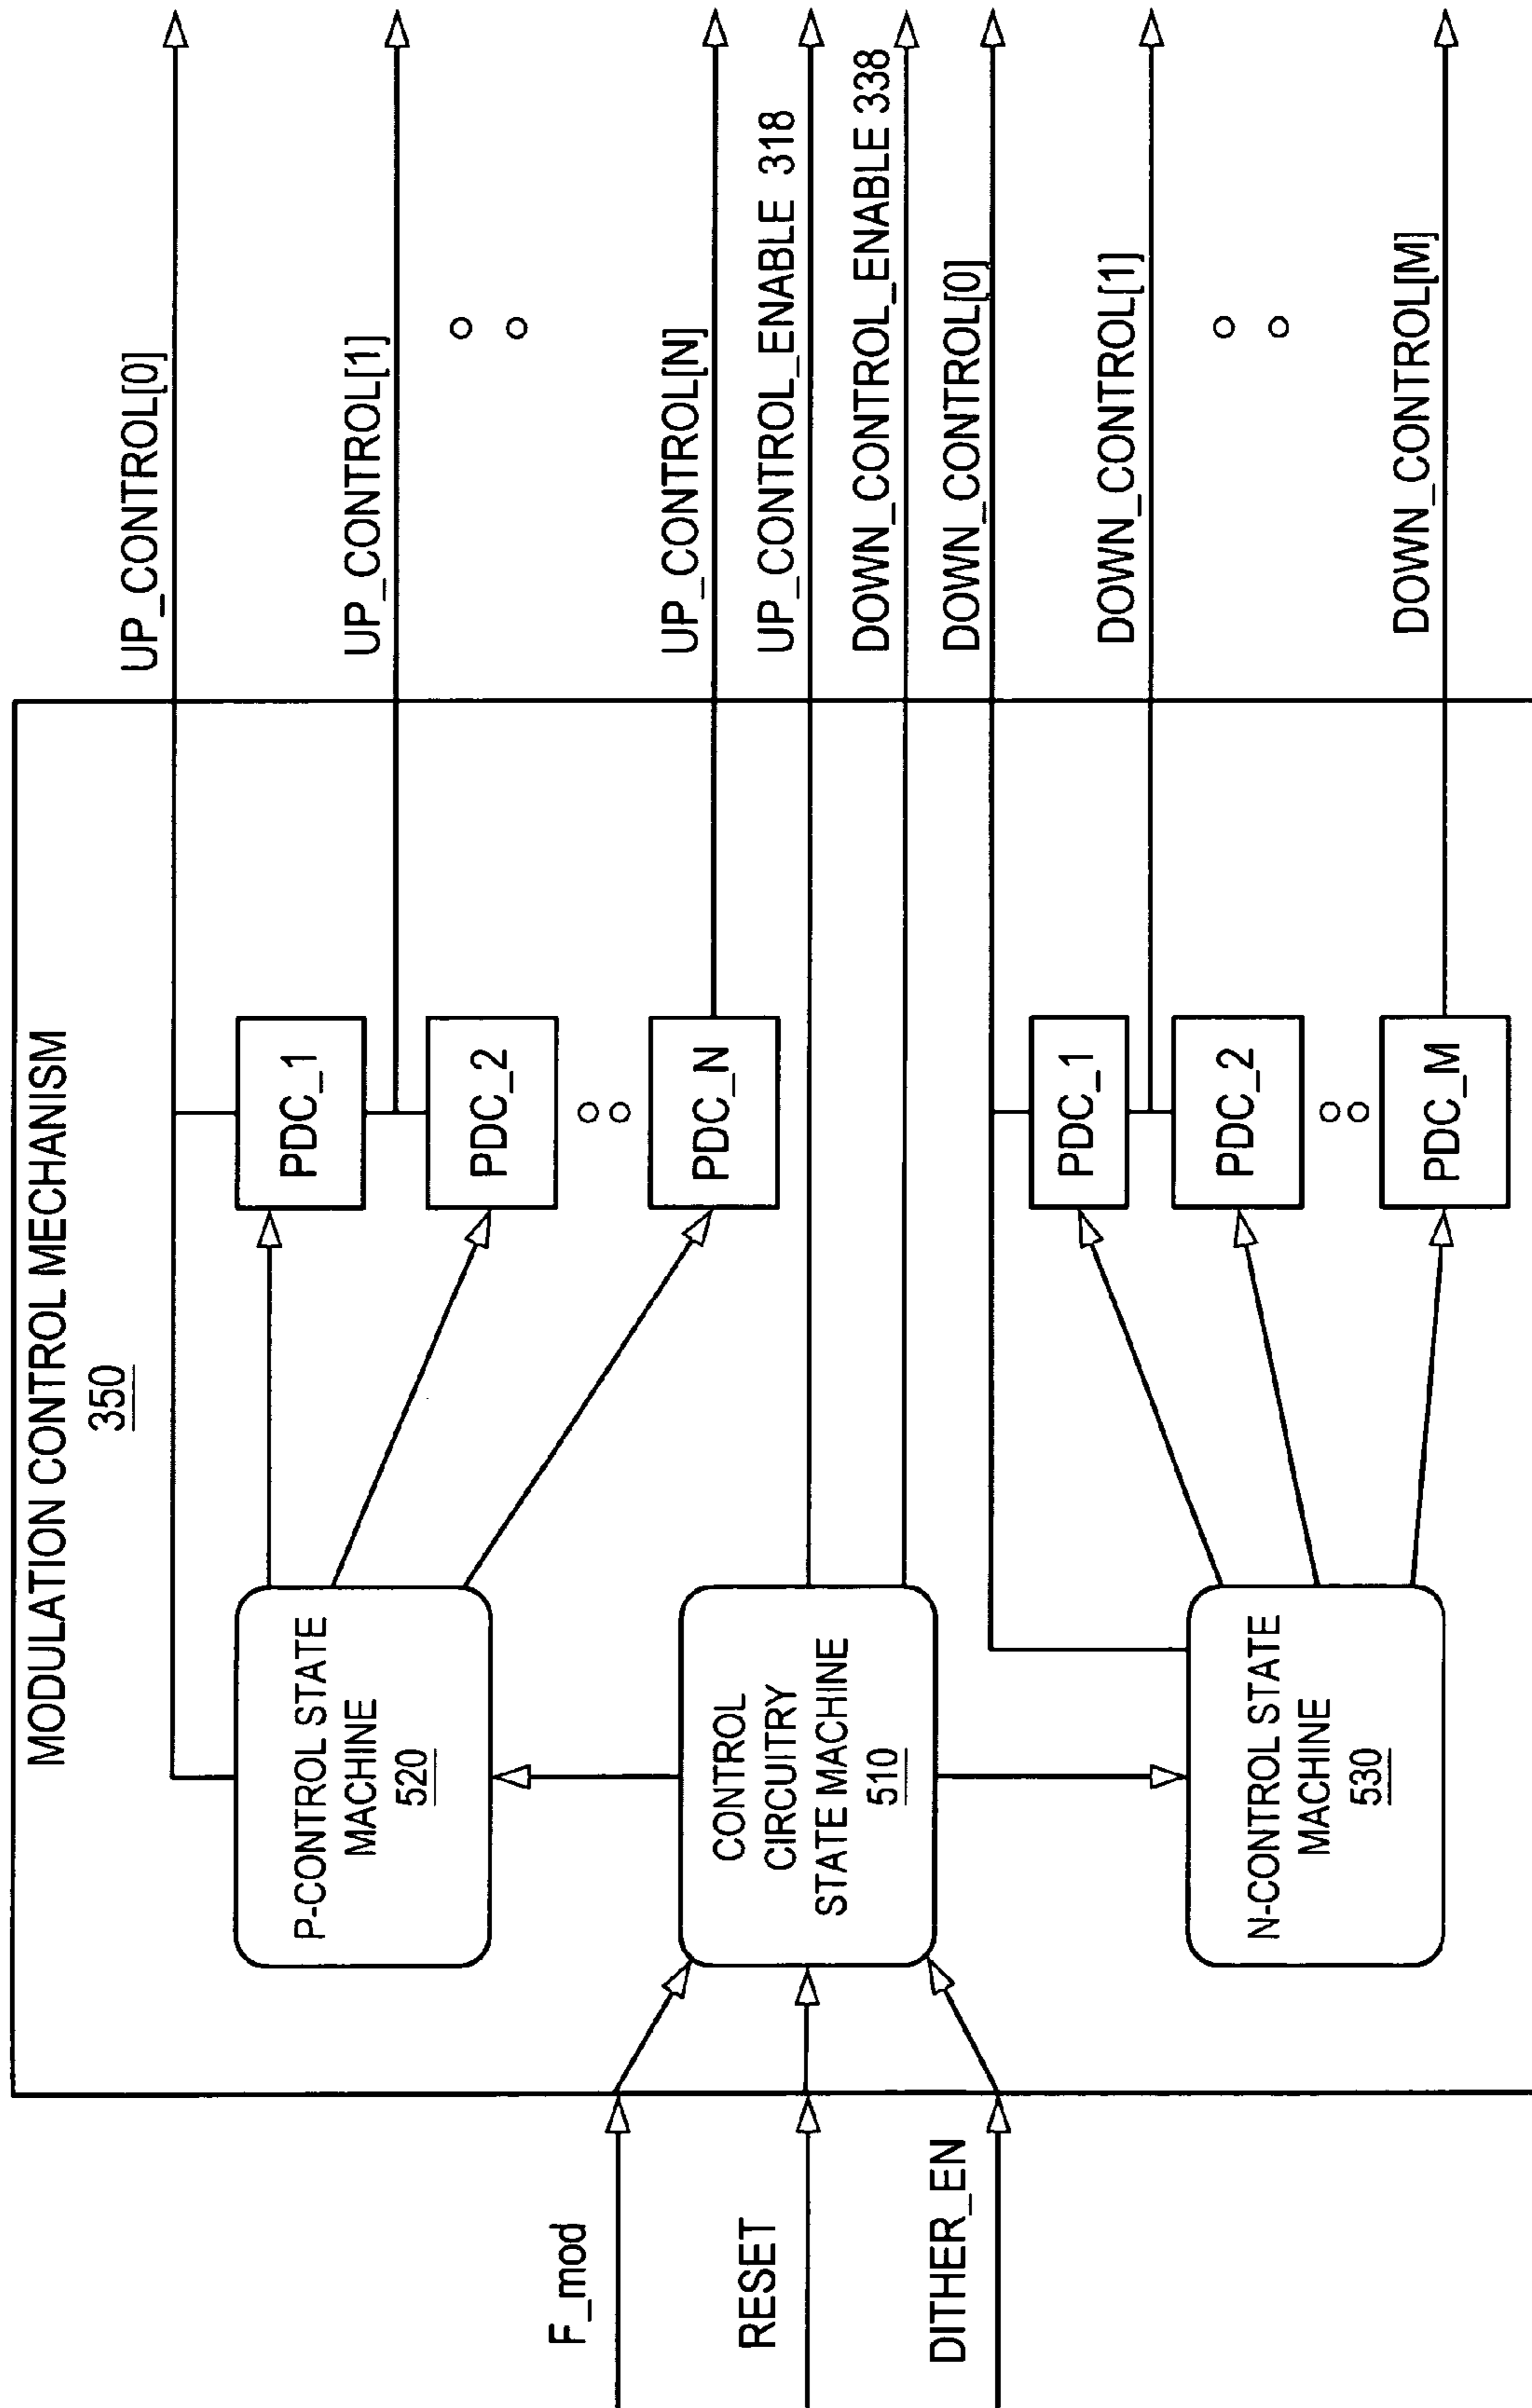 MODULATION CONTROL MECHANISM
350
F_mod
RESET
DITHER_EN
P-CONTROL STATE
MACHINE
520
CONTROL
CIRCUITRY
STATE MACHINE
510
N-CONTROL STATE
MACHINE
530
PDC_1
PDC_2
PDC_N
PDC_1
PDC_2
PDC_M
UP_CONTROL[0]
UP_CONTROL[1]
UP_CONTROL[N]
UP_CONTROL_ENABLE 318
DOWN_CONTROL_ENABLE 338
DOWN_CONTROL[0]
DOWN_CONTROL[1]
DOWN_CONTROL[M]